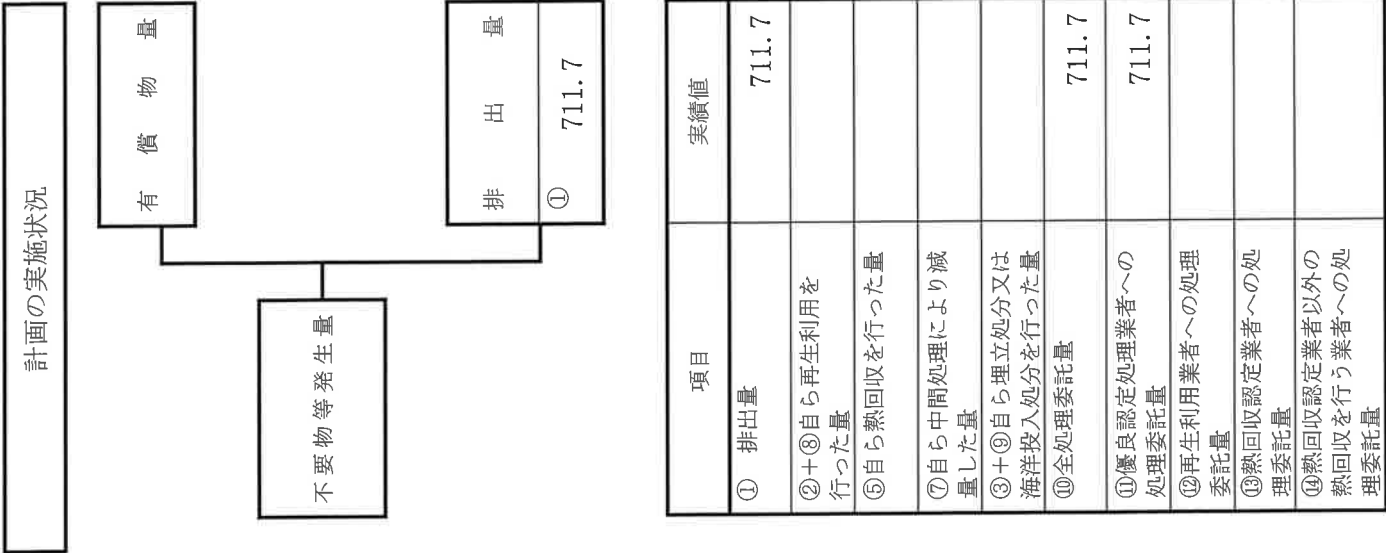 計画の実施状況
有償物量
不要物等発生量
排出量
① 711.7
項目 実績値
① 排出量 711.7
②+⑧自ら再生利用を
行った量
⑤自ら熱回収を行った量
⑦自ら中間処理により減
量した量
③+⑨自ら埋立処分又は
海洋投入処分を行った量
⑩全処理委託量 711.7
⑪優良認定処理業者への
処理委託量 711.7
⑫再生利用業者への処理
委託量
⑬熱回収認定業者への処
理委託量
⑭熱回収認定業者以外の
熱回収を行う業者への処
理委託量